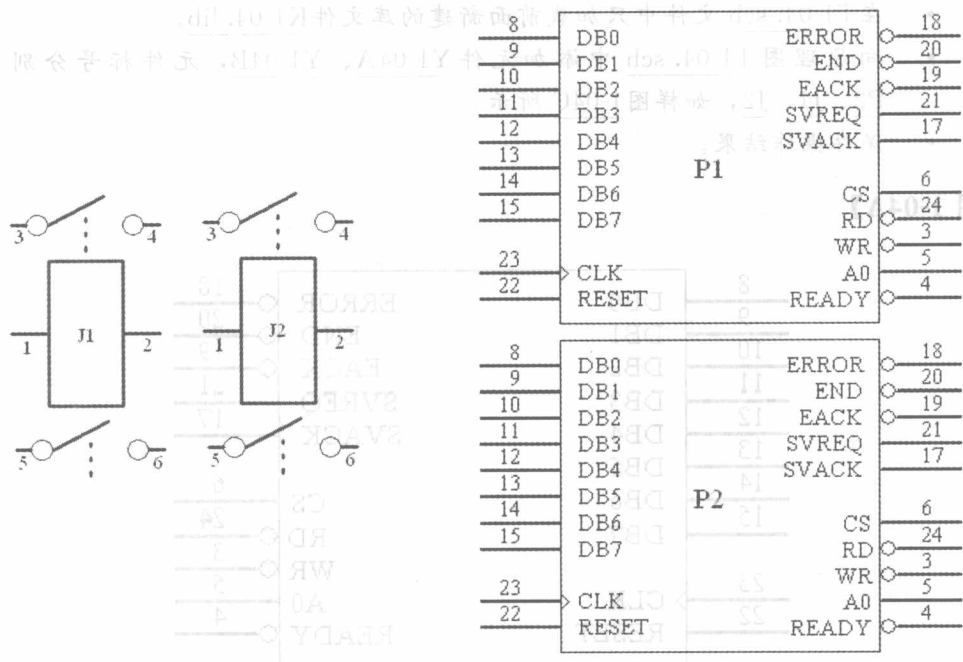 3 4
3 4
J1
J2
1 2
1 2
5 6
5 6
P1
8 DB0
9 DB1
10 DB2
11 DB3
12 DB4
13 DB5
14 DB6
15 DB7
23 CLK
22 RESET
ERROR 18
END 20
EACK 19
SVREQ 21
SVACK 17
CS 6
RD 24
WR 3
A0 5
READY 4
P2
8 DB0
9 DB1
10 DB2
11 DB3
12 DB4
13 DB5
14 DB6
15 DB7
23 CLK
22 RESET
ERROR 18
END 20
EACK 19
SVREQ 21
SVACK 17
CS 6
RD 24
WR 3
A0 5
READY 4